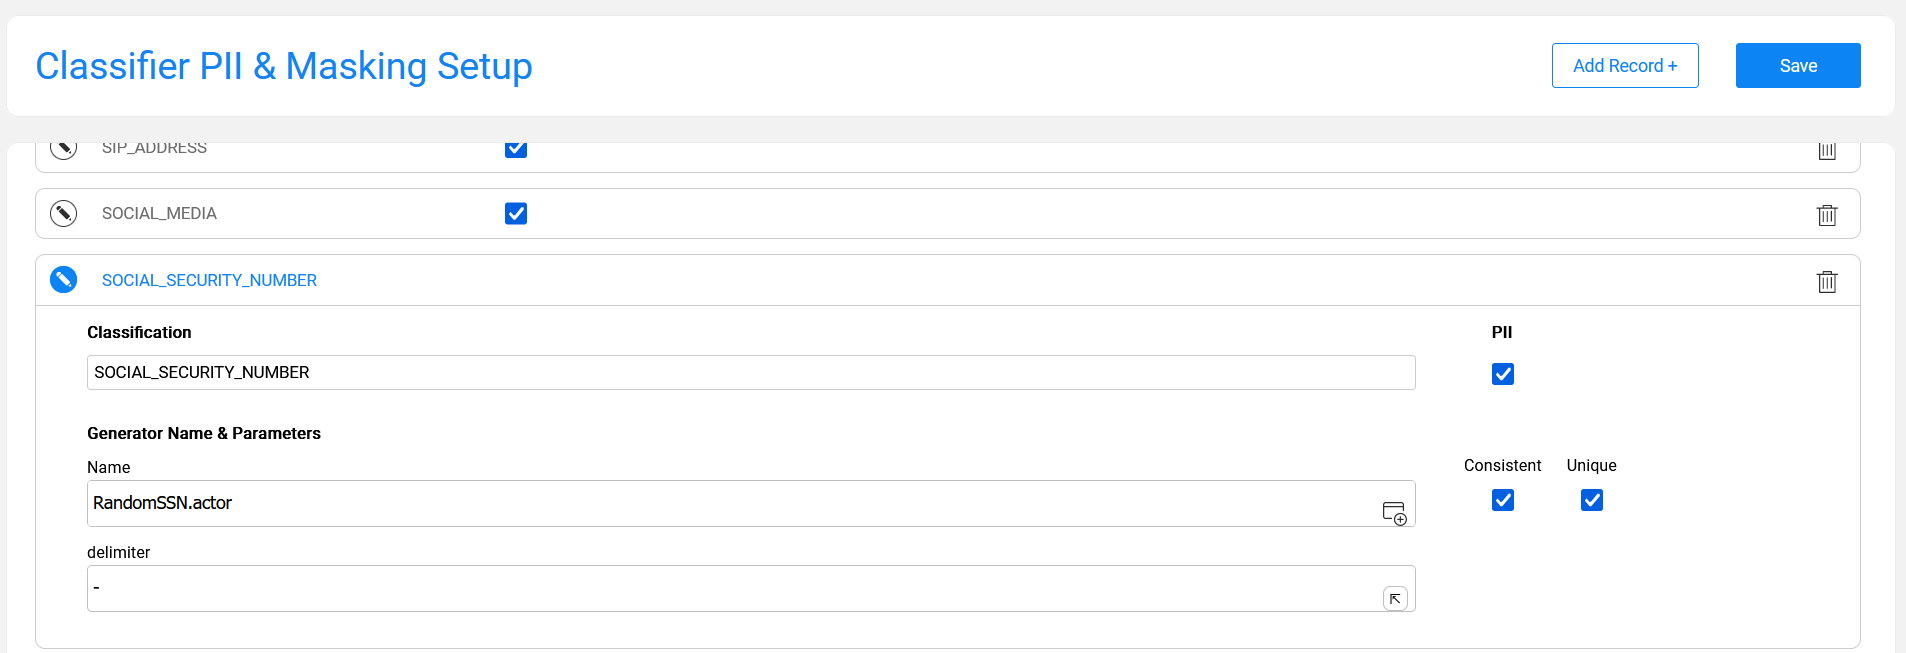 Classifier PII & Masking Setup
Add Record +
Save
SIP_ADDRESS
SOCIAL_MEDIA
SOCIAL_SECURITY_NUMBER
Classification
PII
SOCIAL_SECURITY_NUMBER
Generator Name & Parameters
Name
Consistent
Unique
RandomSSN.actor
delimiter
-